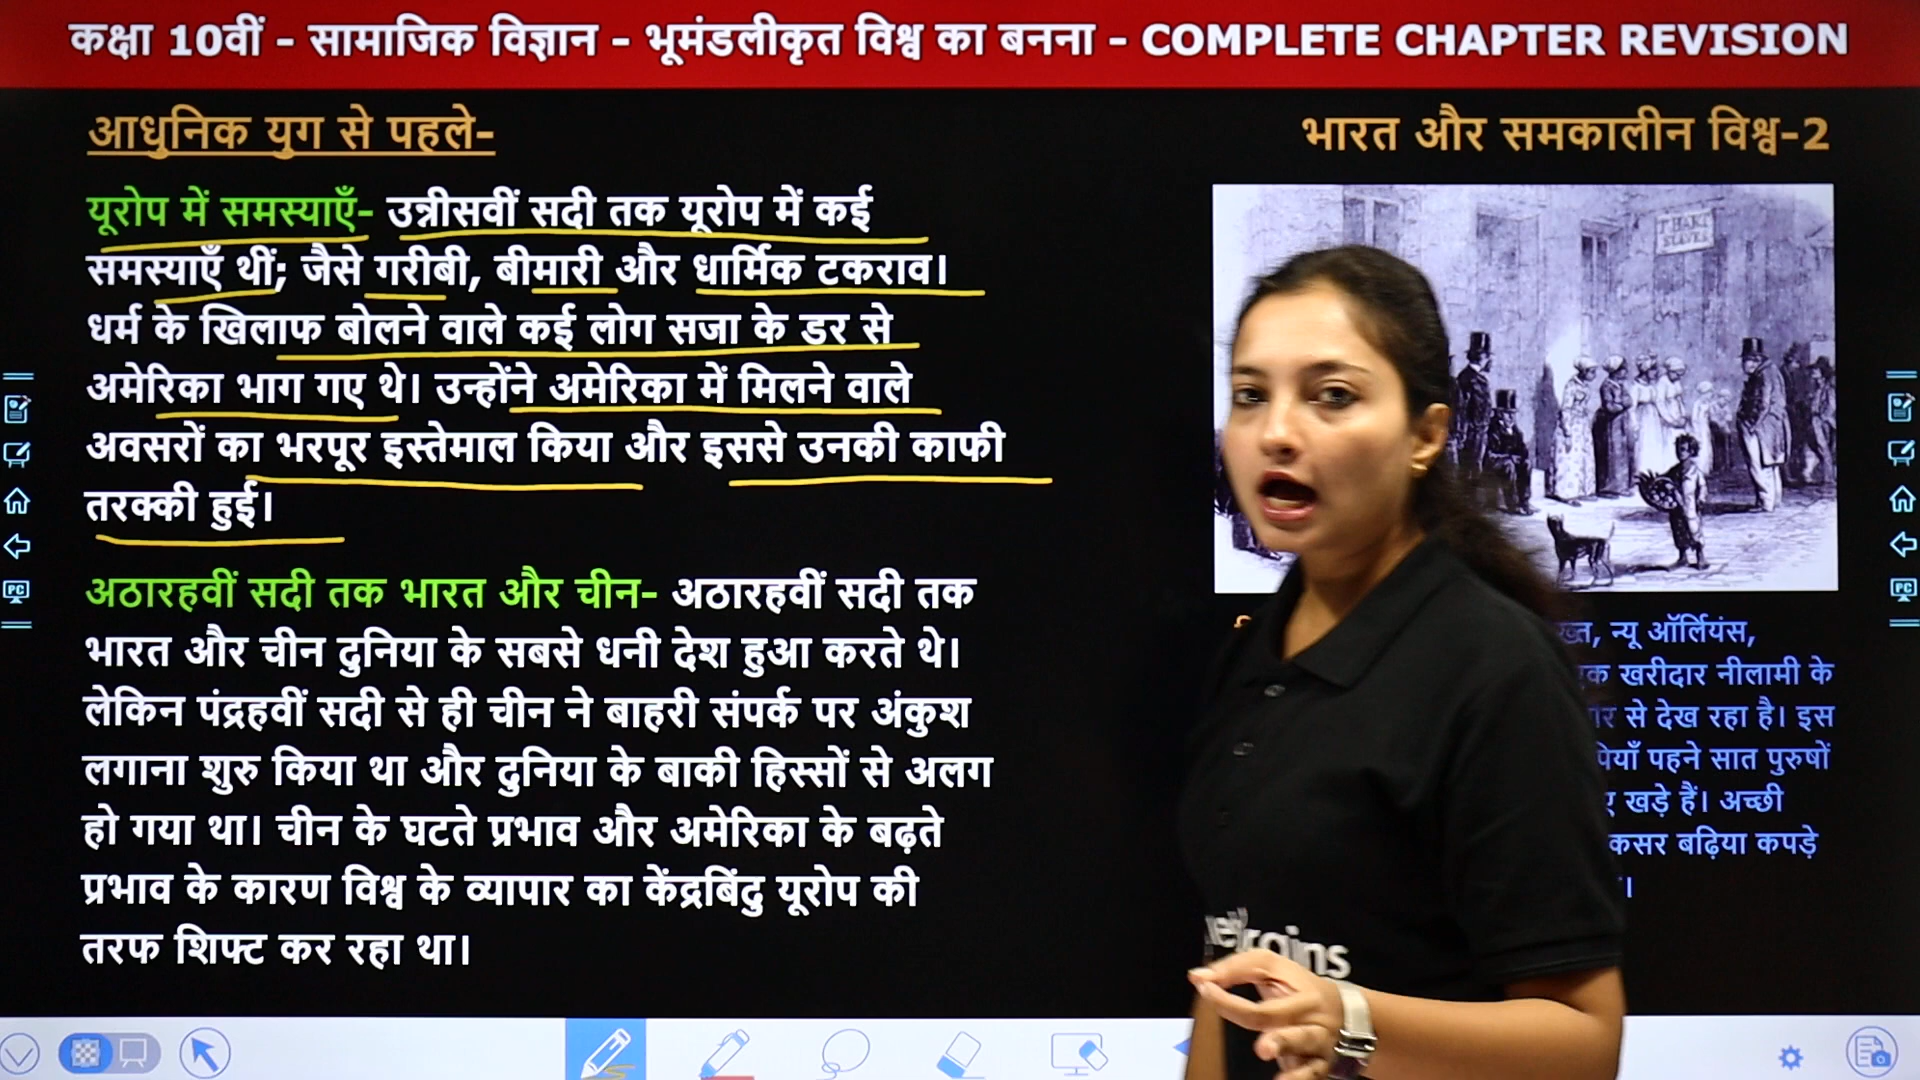 कक्षा 10वीं - सामाजिक विज्ञान - भूमंडलीकृत विश्व का बनना - COMPLETE CHAPTER REVISION
आधुनिक युग से पहले-
यूरोप में समस्याएँ- उन्नीसवीं सदी तक यूरोप में कई
समस्याएँ थीं; जैसे गरीबी, बीमारी और धार्मिक टकराव।
धर्म के खिलाफ बोलने वाले कई लोग सजा के डर से
अमेरिका भाग गए थे। उन्होंने अमेरिका में मिलने वाले
अवसरों का भरपूर इस्तेमाल किया और इससे उनकी काफी
तरक्की हुई।
अठारहवीं सदी तक भारत और चीन- अठारहवीं सदी तक
भारत और चीन दुनिया के सबसे धनी देश हुआ करते थे।
लेकिन पंद्रहवीं सदी से ही चीन ने बाहरी संपर्क पर अंकुश
लगाना शुरु किया था और दुनिया के बाकी हिस्सों से अलग
हो गया था। चीन के घटते प्रभाव और अमेरिका के बढ़ते
प्रभाव के कारण विश्व के व्यापार का केंद्रबिंदु यूरोप की
तरफ शिफ्ट कर रहा था।
भारत और समकालीन विश्व-2
न्यू ऑर्लियंस,
खरीदार नीलामी के
से देख रहा है। इस
पहने सात पुरुषों
खड़े हैं। अच्छी
बढ़िया कपड़े
PC
PC